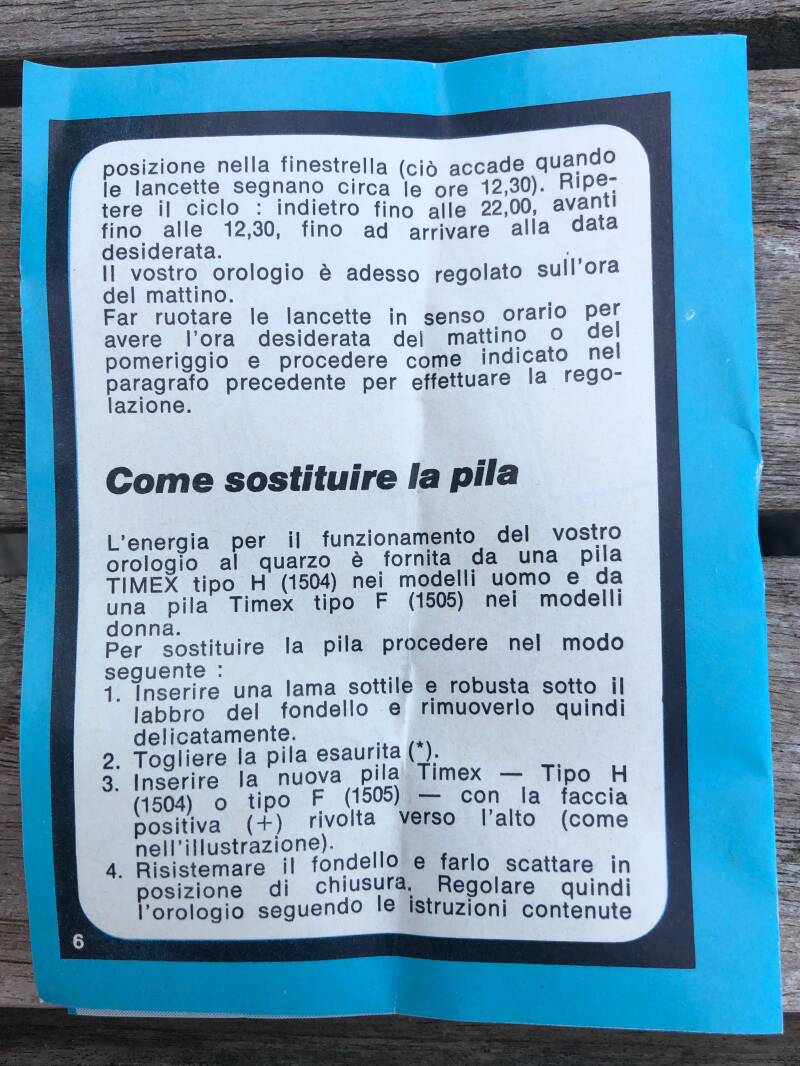 posizione nella finestrella (ciò accade quando
le lancette segnano circa le ore 12,30). Ripe-
tere il ciclo : indietro fino alle 22,00, avanti
fino alle 12,30, fino ad arrivare alla data
desiderata.
Il vostro orologio è adesso regolato sull'ora
del mattino.
Far ruotare le lancette in senso orario per
avere l'ora desiderata del mattino o del
pomeriggio e procedere come indicato nel
paragrafo precedente per effettuare la rego-
lazione.
Come sostituire la pila
L'energia per il funzionamento del vostro
orologio al quarzo è fornita da una pila
TIMEX tipo H (1504) nei modelli uomo e da
una pila Timex tipo F (1505) nei modelli
donna.
Per sostituire la pila procedere nel modo
seguente :
1. Inserire una lama sottile e robusta sotto il
labbro del fondello e rimuoverlo quindi
delicatamente.
2. Togliere la pila esaurita (*).
3. Inserire la nuova pila Timex — Tipo H
(1504) o tipo F (1505) — con la faccia
positiva (+) rivolta verso l'alto (come
nell'illustrazione).
4. Risistemare il fondello e farlo scattare in
posizione di chiusura. Regolare quindi
l'orologio seguendo le istruzioni contenute
6